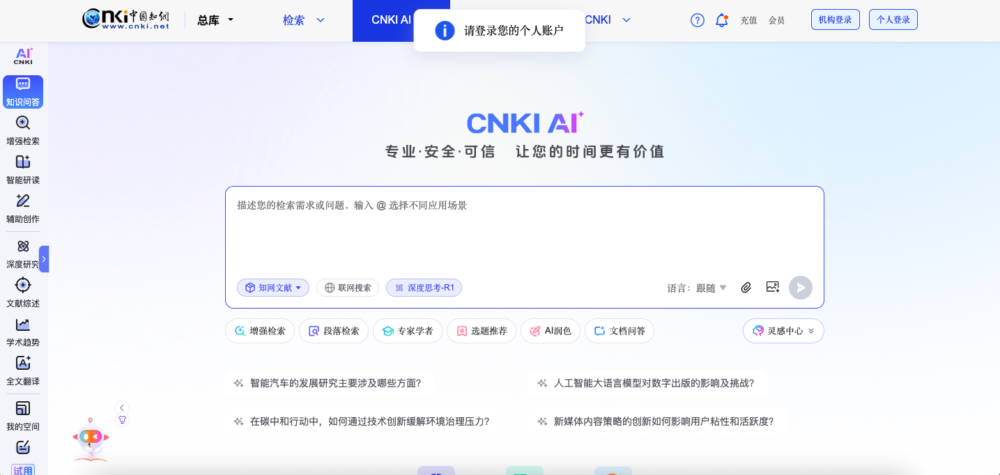 cnki中国知网
www.cnki.net
总库
检索
CNKI AI
CNKI
请登录您的个人账户
充值
会员
机构登录
个人登录
AI
CNKI
知识问答
增强检索
智能研读
辅助创作
深度研究
文献综述
学术趋势
全文翻译
我的空间
试用
CNKI AI
专业·安全·可信 让您的时间更有价值
描述您的检索需求或问题，输入 @ 选择不同应用场景
知网文献
联网搜索
深度思考-R1
语言：跟随
增强检索
段落检索
专家学者
选题推荐
AI润色
文档问答
灵感中心
智能汽车的发展研究主要涉及哪些方面？
人工智能大语言模型对数字出版的影响及挑战？
在碳中和行动中，如何通过技术创新缓解环境治理压力？
新媒体内容策略的创新如何影响用户粘性和活跃度？